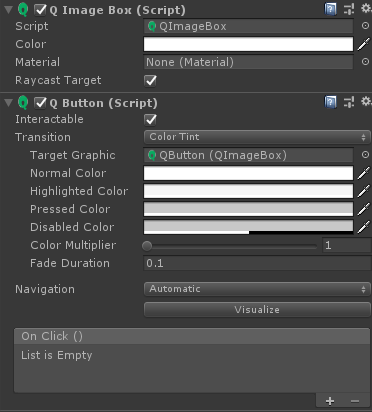 Q Image Box (Script)
Script QImageBox
Color
Material None (Material)
Raycast Target
Q Button (Script)
Interactable
Transition Color Tint
Target Graphic QButton (QImageBox)
Normal Color
Highlighted Color
Pressed Color
Disabled Color
Color Multiplier 1
Fade Duration 0.1
Navigation Automatic
Visualize
On Click ()
List is Empty